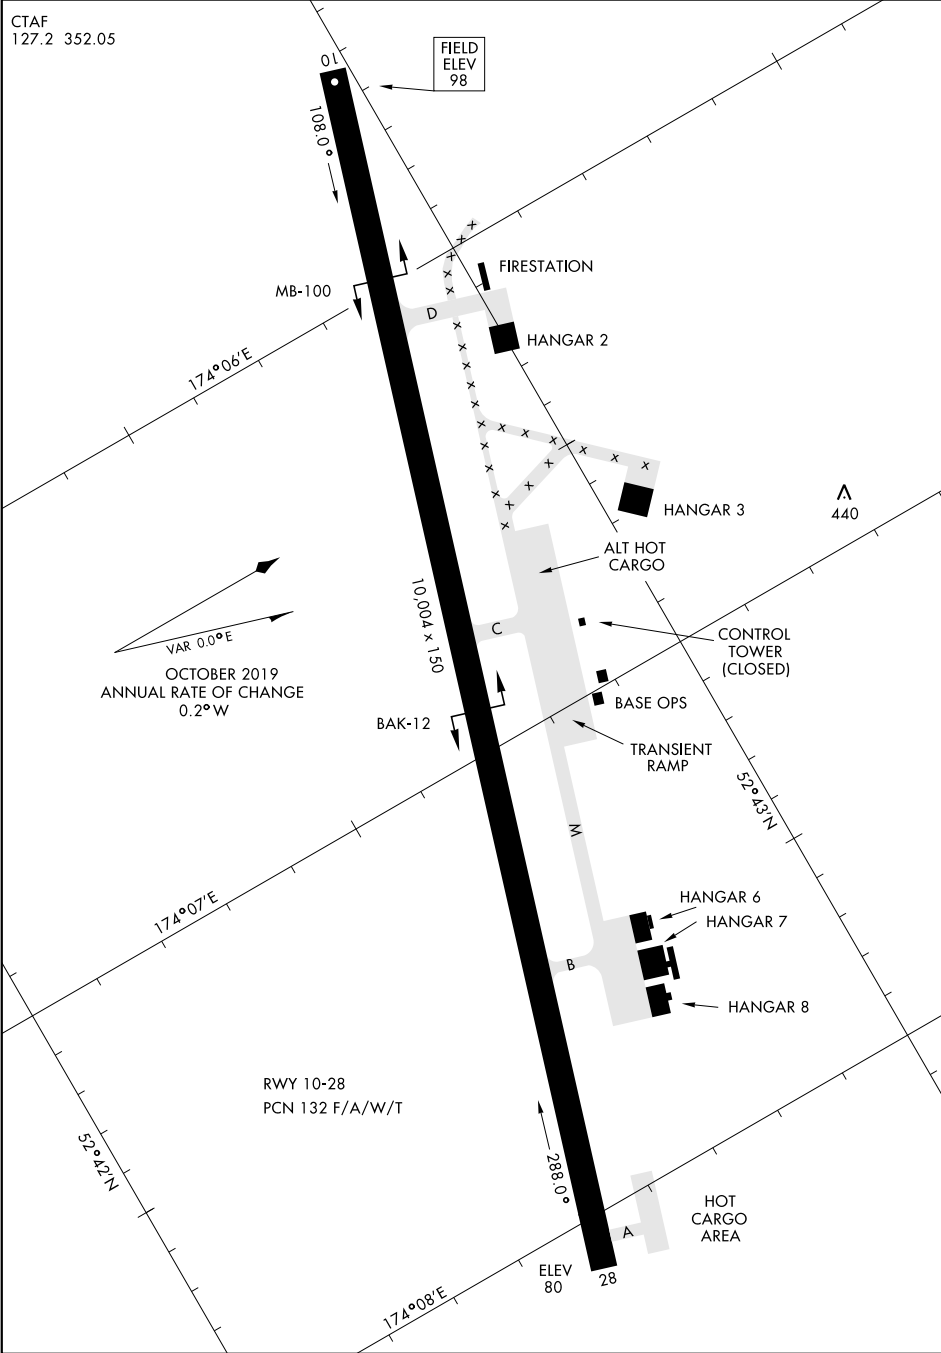 CTAF
127.2 352.05
FIELD
ELEV
98
10
108.0°
FIRESTATION
MB-100
D
HANGAR 2
174°06'E
x x x x x x x x x x x x x x x x x x x x x x x x x
HANGAR 3
440
ALT HOT
CARGO
10,004 x 150
C
CONTROL
TOWER
(CLOSED)
VAR 0.0°E
OCTOBER 2019
ANNUAL RATE OF CHANGE
0.2°W
BASE OPS
BAK-12
TRANSIENT
RAMP
52°43'N
M
HANGAR 6
HANGAR 7
174°07'E
B
HANGAR 8
RWY 10-28
PCN 132 F/A/W/T
52°42'N
288.0°
HOT
CARGO
AREA
A
ELEV
80
28
174°08'E